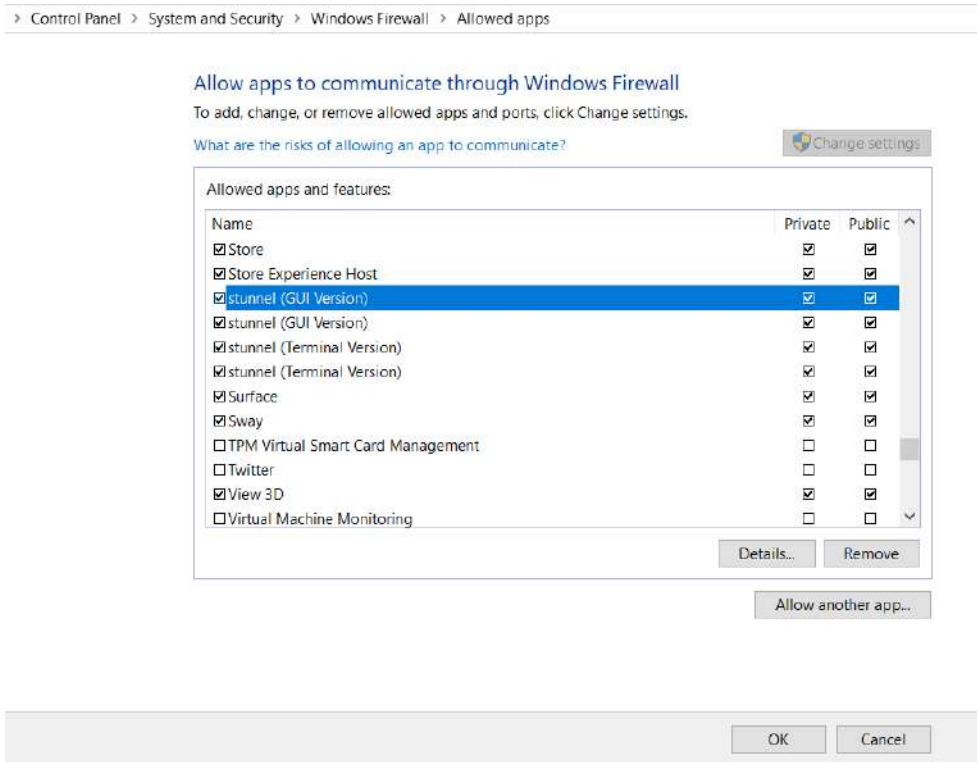 > Control Panel > System and Security > Windows Firewall > Allowed apps
Allow apps to communicate through Windows Firewall
To add, change, or remove allowed apps and ports, click Change settings.
What are the risks of allowing an app to communicate?
Change settings
Allowed apps and features:
Name Private Public
Store
Store Experience Host
stunnel (GUI Version)
stunnel (GUI Version)
stunnel (Terminal Version)
stunnel (Terminal Version)
Surface
Sway
TPM Virtual Smart Card Management
Twitter
View 3D
Virtual Machine Monitoring
Details... Remove
Allow another app...
OK Cancel